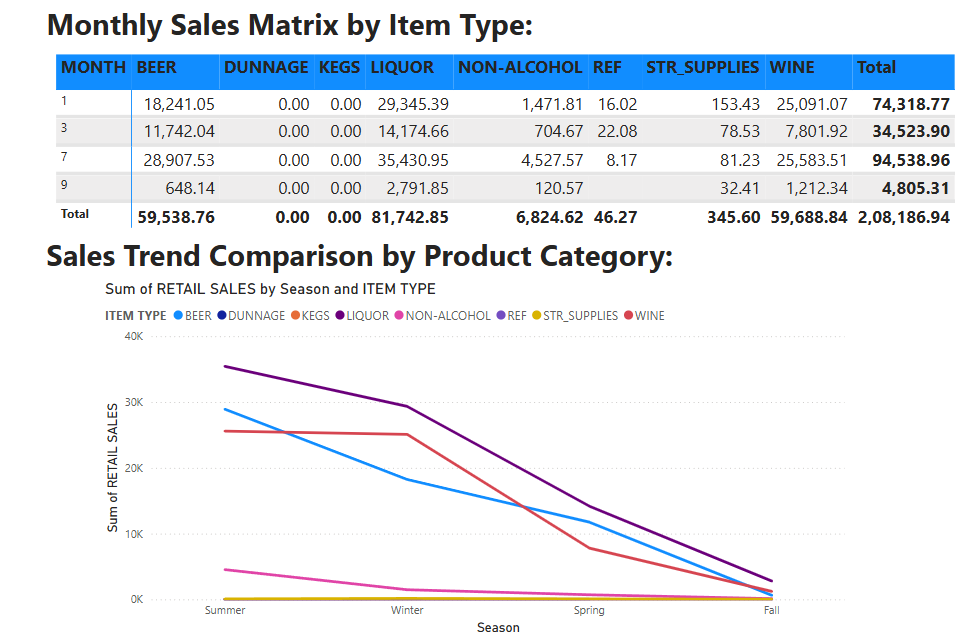 Monthly Sales Matrix by Item Type:
MONTH BEER DUNNAGE KEGS LIQUOR NON-ALCOHOL REF STR_SUPPLIES WINE Total
1 18,241.05 0.00 0.00 29,345.39 1,471.81 16.02 153.43 25,091.07 74,318.77
3 11,742.04 0.00 0.00 14,174.66 704.67 22.08 78.53 7,801.92 34,523.90
7 28,907.53 0.00 0.00 35,430.95 4,527.57 8.17 81.23 25,583.51 94,538.96
9 648.14 0.00 0.00 2,791.85 120.57 32.41 1,212.34 4,805.31
Total 59,538.76 0.00 0.00 81,742.85 6,824.62 46.27 345.60 59,688.84 2,08,186.94
Sales Trend Comparison by Product Category:
Sum of RETAIL SALES by Season and ITEM TYPE
ITEM TYPE BEER DUNNAGE KEGS LIQUOR NON-ALCOHOL REF STR_SUPPLIES WINE
40K
30K
20K
10K
0K
Sum of RETAIL SALES
Summer Winter Spring Fall
Season